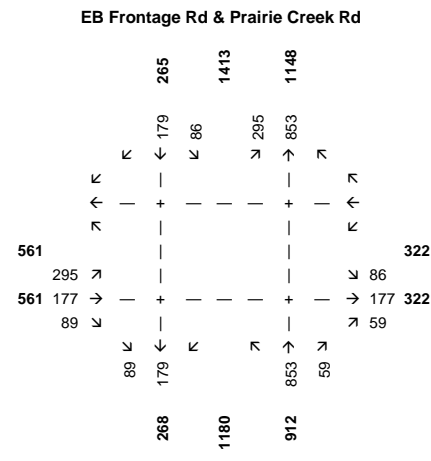 EB Frontage Rd & Prairie Creek Rd
265 1413 1148
179 86 295 853
↙ ↓ ↘ ↗ ↑ ↖
↙ | | ↖
← — + — — — + — ←
↖ | | ↙
561 | | 322
295 ↗ | | ↘ 86
561 177 → — + — — — + — → 177 322
89 ↘ | | ↗ 59
↘ ↓ ↙ ↖ ↑ ↗
89 179 853 59
268 1180 912